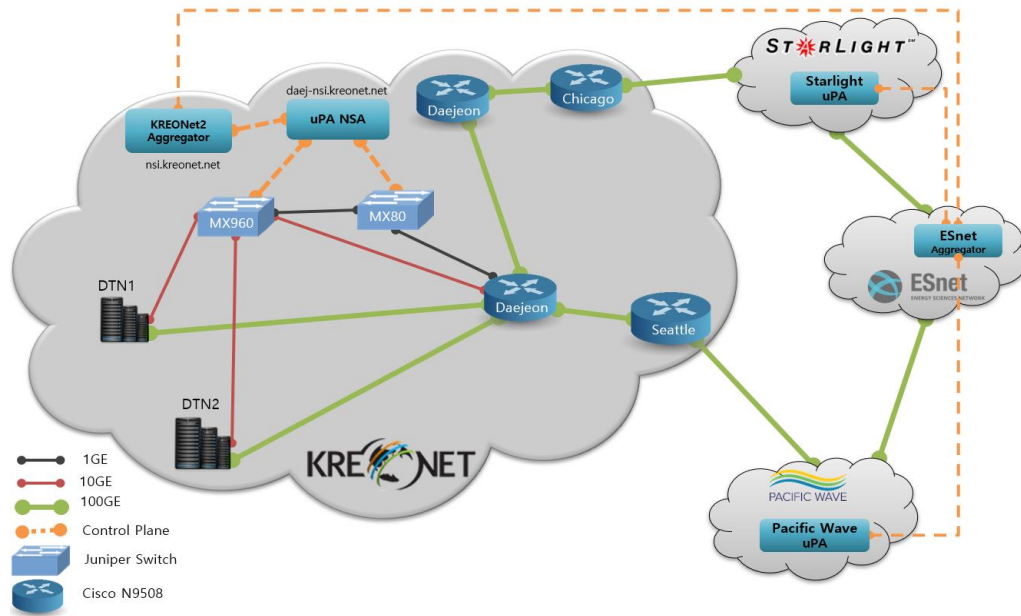 STARLIGHT℠
Starlight
uPA
daej-nsi.kreonet.net
Daejeon
Chicago
KREONet2
Aggregator
uPA NSA
nsi.kreonet.net
MX960
MX80
ESnet
Aggregator
ESnet
ENERGY SCIENCES NETWORK
DTN1
Daejeon
Seattle
DTN2
KREONET
1GE
10GE
100GE
Control Plane
Juniper Switch
Cisco N9508
PACIFIC WAVE
Pacific Wave
uPA